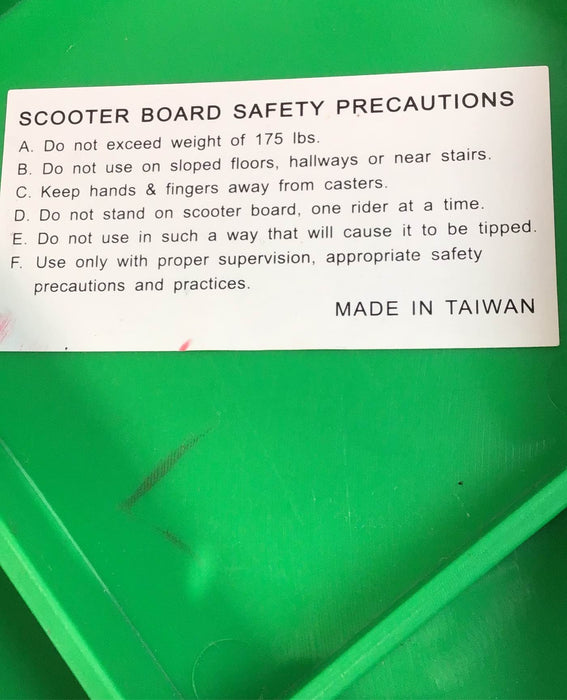 SCOOTER BOARD SAFETY PRECAUTIONS
A. Do not exceed weight of 175 lbs.
B. Do not use on sloped floors, hallways or near stairs.
C. Keep hands & fingers away from casters.
D. Do not stand on scooter board, one rider at a time.
E. Do not use in such a way that will cause it to be tipped.
F. Use only with proper supervision, appropriate safety
precautions and practices.
MADE IN TAIWAN